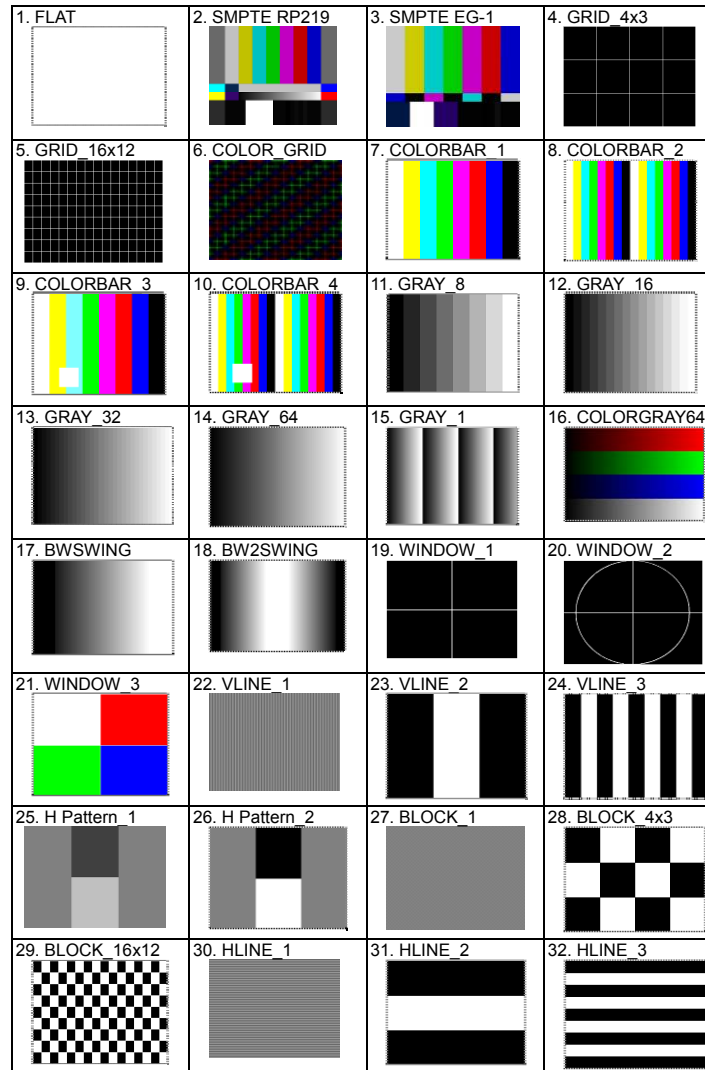 1. FLAT
2. SMPTE RP219
3. SMPTE EG-1
4. GRID_4x3
5. GRID_16x12
6. COLOR_GRID
7. COLORBAR_1
8. COLORBAR_2
9. COLORBAR_3
10. COLORBAR_4
11. GRAY_8
12. GRAY_16
13. GRAY_32
14. GRAY_64
15. GRAY_1
16. COLORGRAY64
17. BWSWING
18. BW2SWING
19. WINDOW_1
20. WINDOW_2
21. WINDOW_3
22. VLINE_1
23. VLINE_2
24. VLINE_3
25. H Pattern_1
26. H Pattern_2
27. BLOCK_1
28. BLOCK_4x3
29. BLOCK_16x12
30. HLINE_1
31. HLINE_2
32. HLINE_3